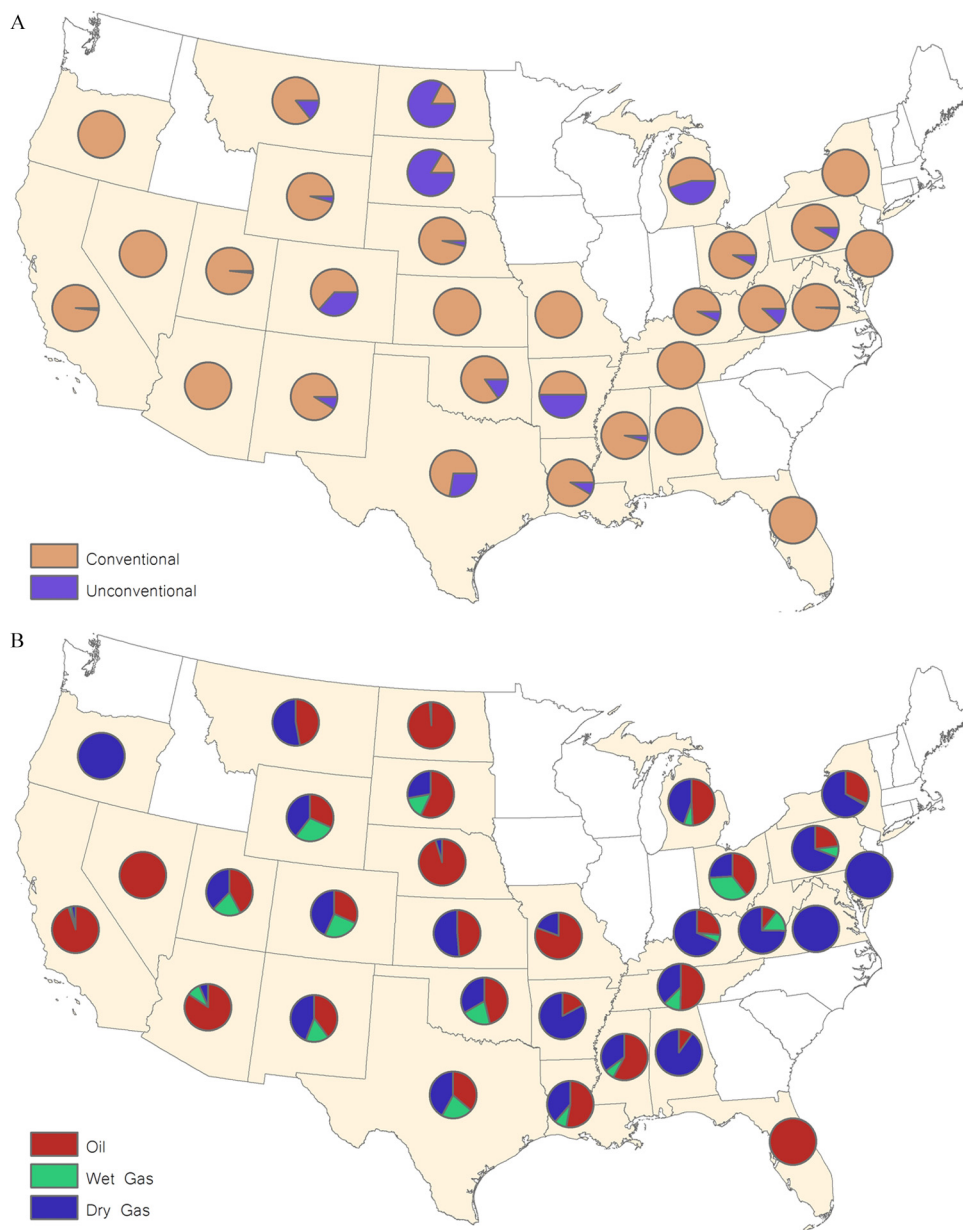 A
Conventional
Unconventional
B
Oil
Wet Gas
Dry Gas